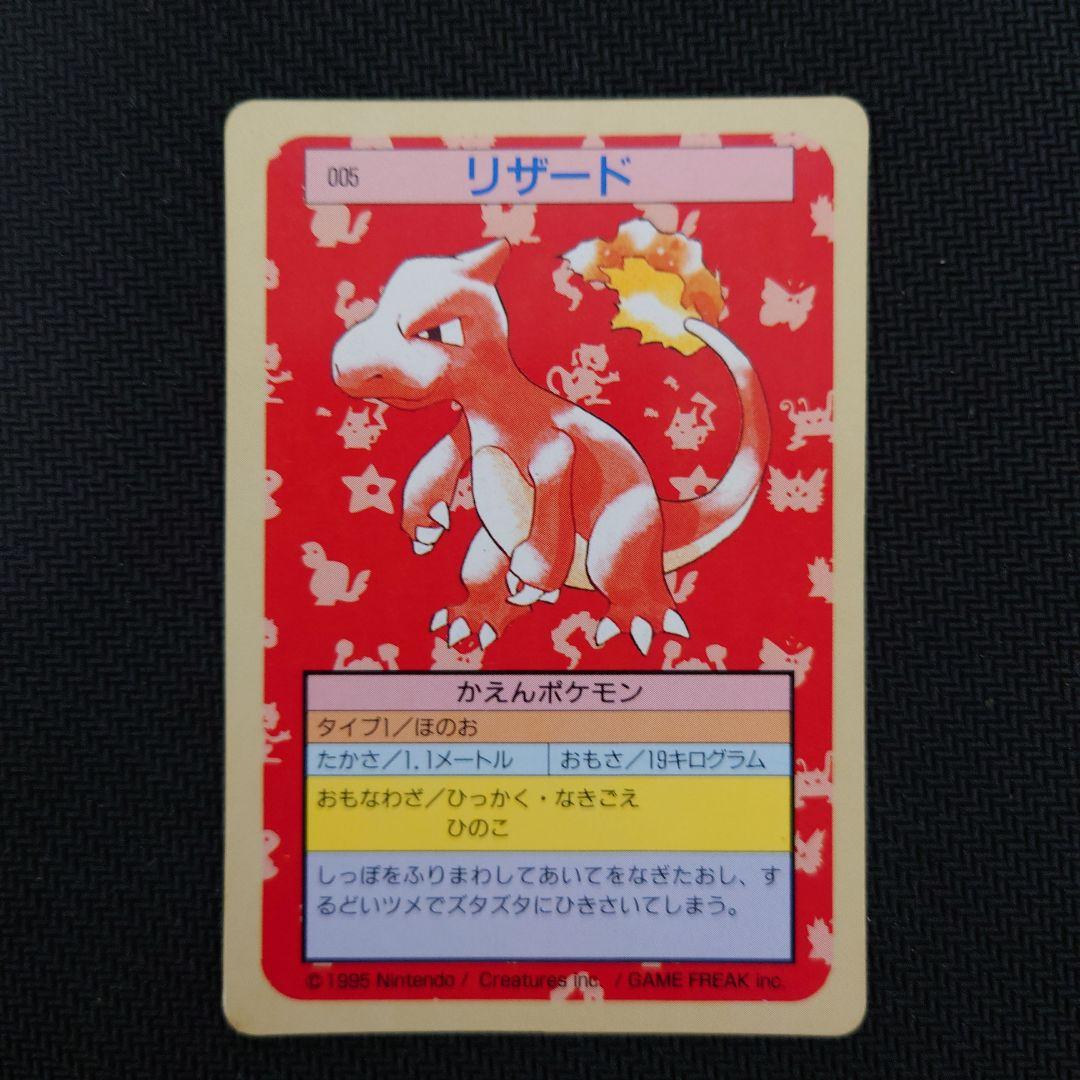 005 リザード
かえんポケモン
タイプ1/ほのお
たかさ/1.1メートル おもさ/19キログラム
おもなわざ/ひっかく・なきごえ
ひのこ
しっぽをふりまわしてあいてをなぎたおし、す
るどいツメでズタズタにひきさいてしまう。
© 1995 Nintendo / Creatures inc. / GAME FREAK inc.